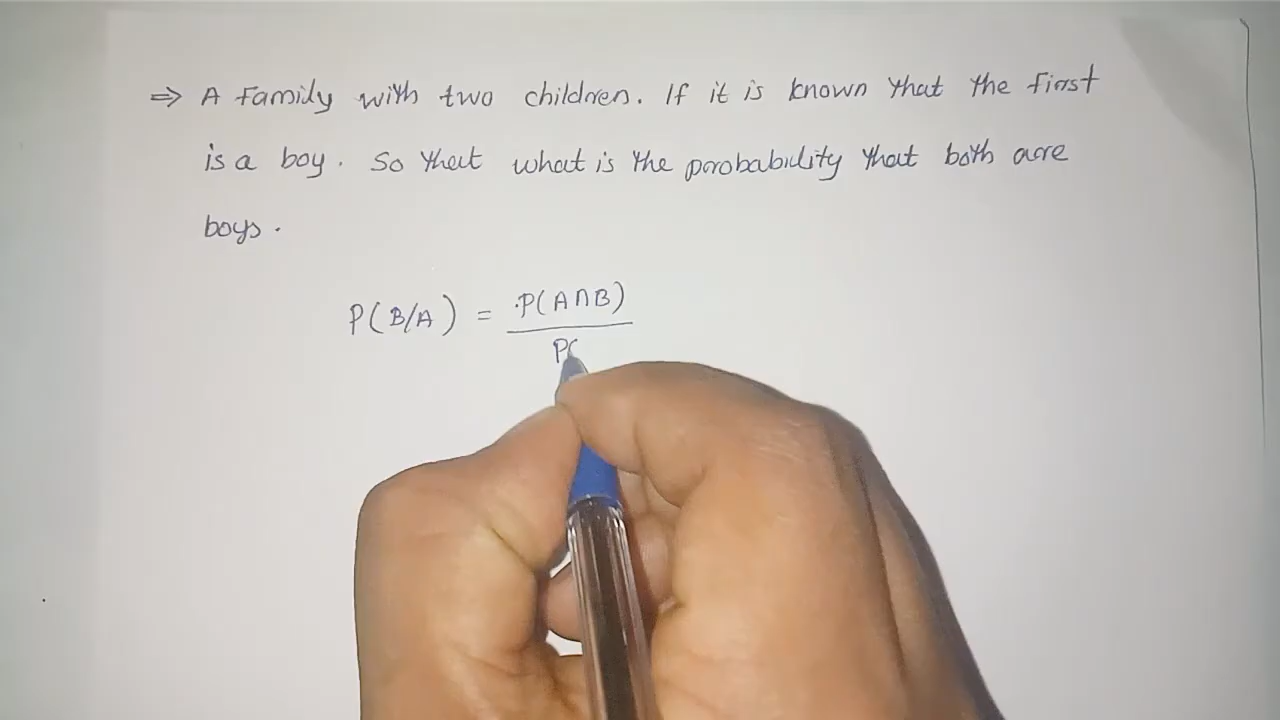 ⇒ A Family with two children. If it is known that the first
is a boy. So that what is the probability that both are
boys.
P(B/A) = P(A∩B)
P(